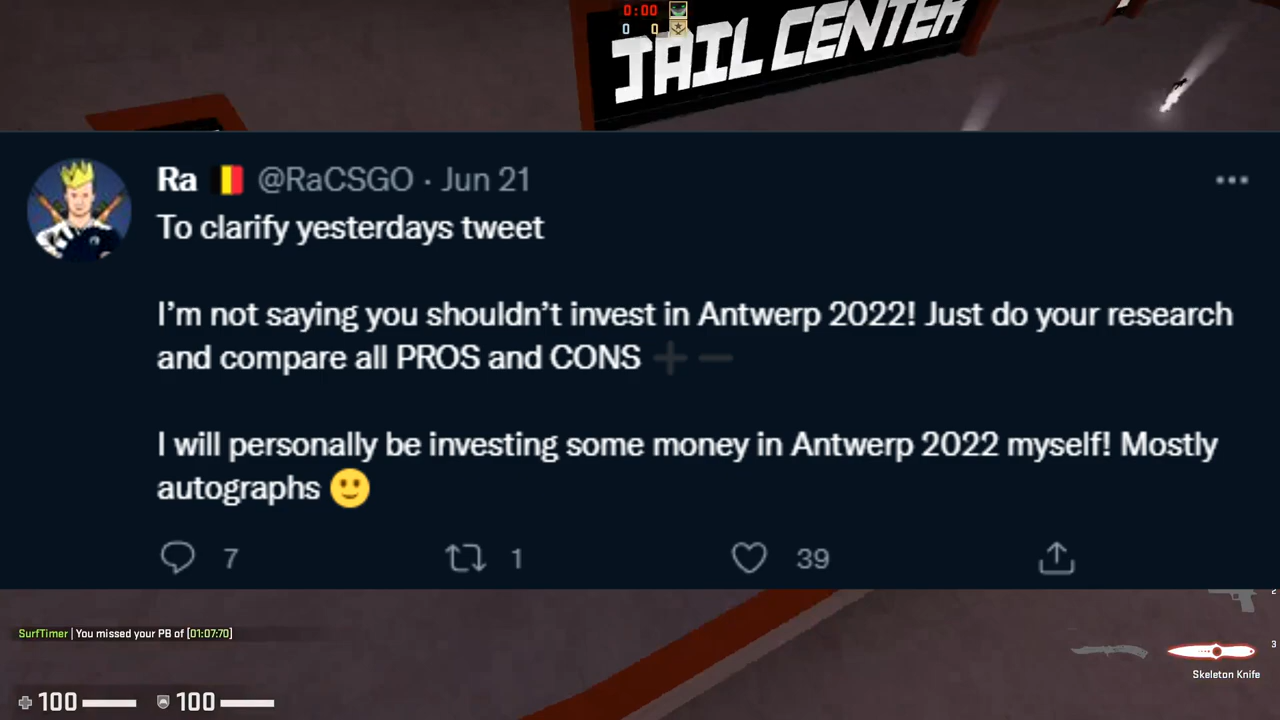 0:00
0 0
JAIL CENTER
Ra @RaCSGO · Jun 21
To clarify yesterdays tweet
I’m not saying you shouldn’t invest in Antwerp 2022! Just do your research
and compare all PROS and CONS ➕ ➖
I will personally be investing some money in Antwerp 2022 myself! Mostly
autographs 🙂
7 1 39
2
SurfTimer | You missed your PB of [01:07:70]
3
Skeleton Knife
100 100